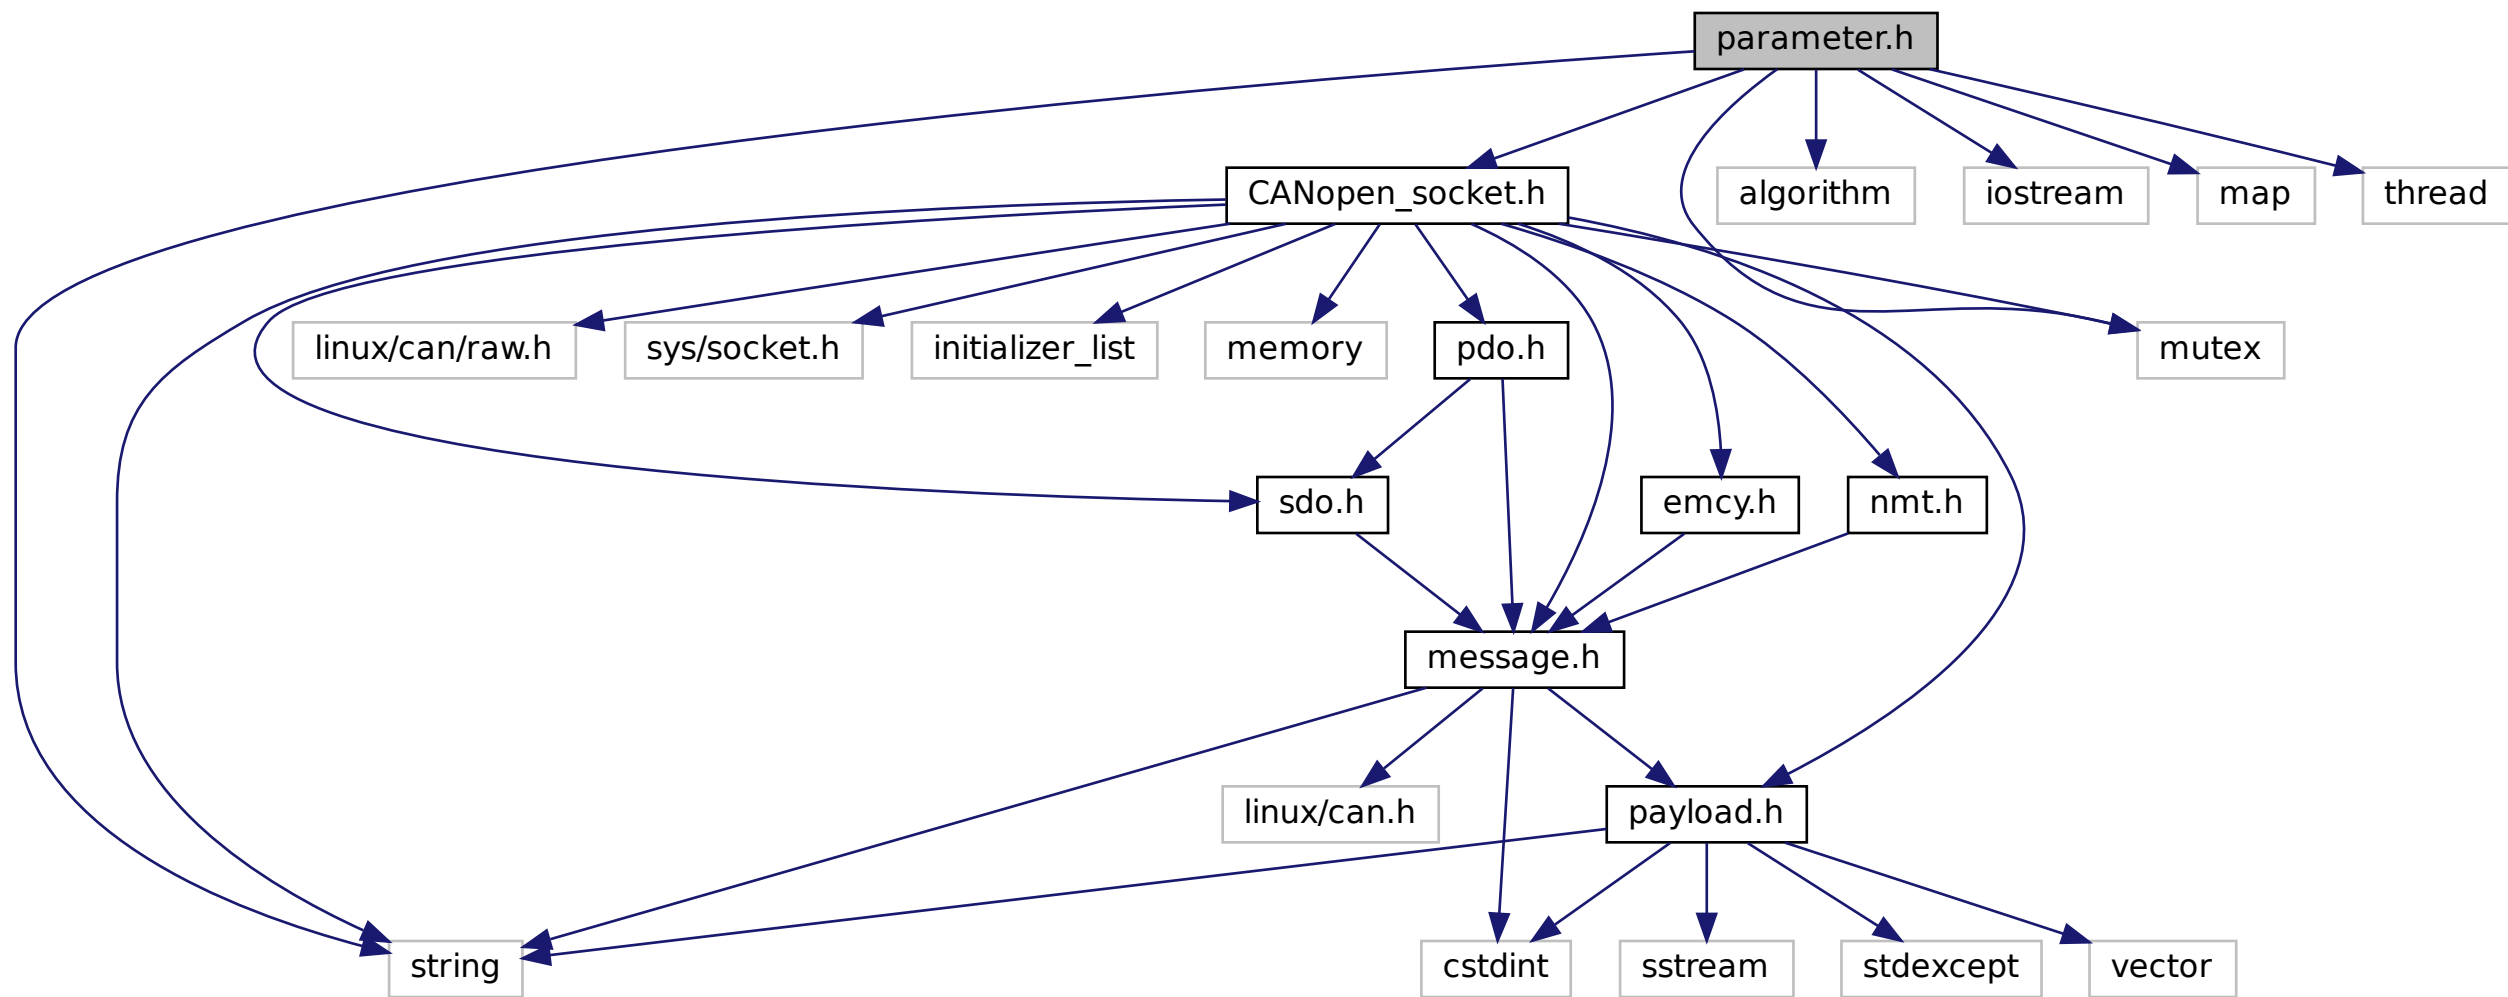 parameter.h
CANopen_socket.h
algorithm
iostream
map
thread
linux/can/raw.h
sys/socket.h
initializer_list
memory
pdo.h
mutex
sdo.h
emcy.h
nmt.h
message.h
linux/can.h
payload.h
string
cstdint
sstream
stdexcept
vector